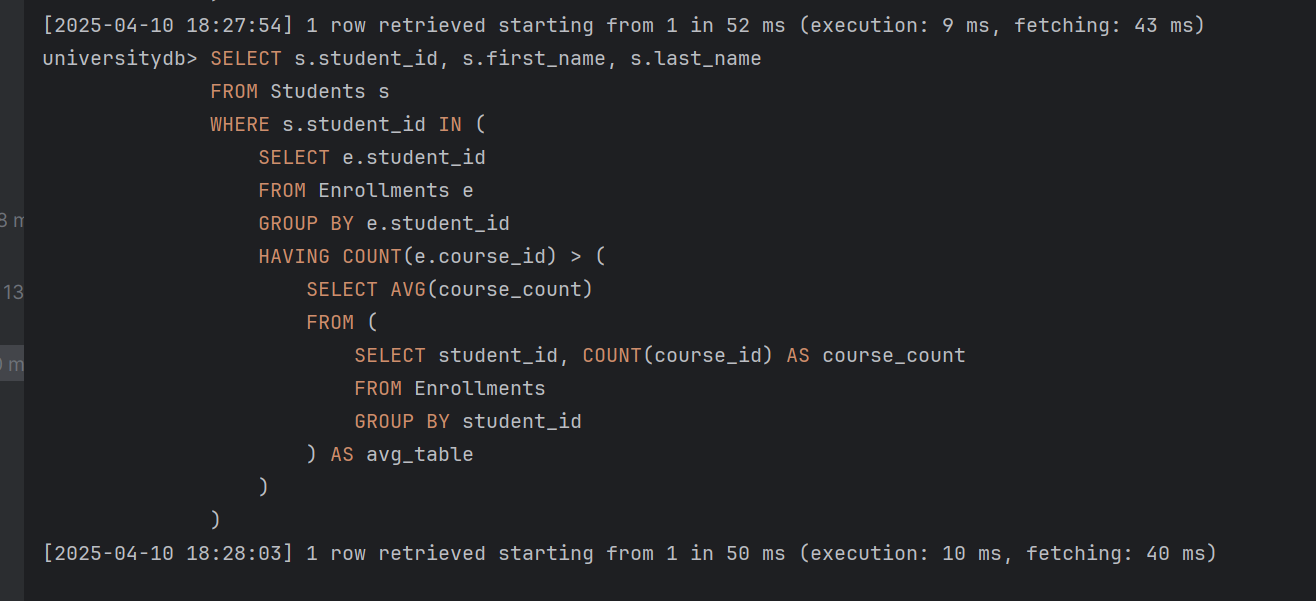 [2025-04-10 18:27:54] 1 row retrieved starting from 1 in 52 ms (execution: 9 ms, fetching: 43 ms)
universitydb> SELECT s.student_id, s.first_name, s.last_name
FROM Students s
WHERE s.student_id IN (
SELECT e.student_id
FROM Enrollments e
GROUP BY e.student_id
HAVING COUNT(e.course_id) > (
SELECT AVG(course_count)
FROM (
SELECT student_id, COUNT(course_id) AS course_count
FROM Enrollments
GROUP BY student_id
) AS avg_table
)
)
[2025-04-10 18:28:03] 1 row retrieved starting from 1 in 50 ms (execution: 10 ms, fetching: 40 ms)
13